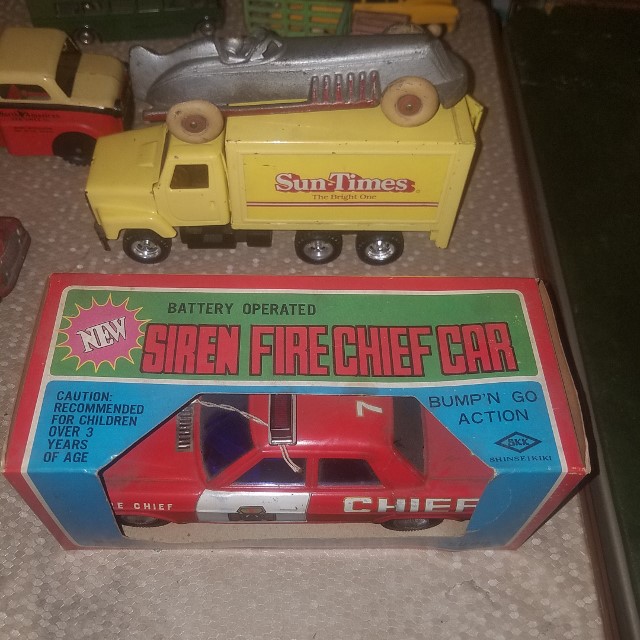 Sun-Times
The Bright One
BATTERY OPERATED
NEW
SIREN FIRE CHIEF CAR
CAUTION:
RECOMMENDED
FOR CHILDREN
OVER 3
YEARS
OF AGE
BUMP'N GO
ACTION
SKK
SHINSEIKIKI
7
E CHIEF
CHIEF